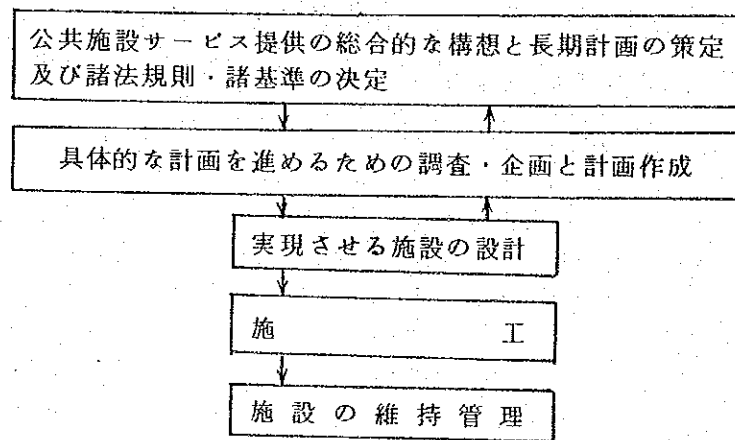 公共施設サービス提供の総合的な構想と長期計画の策定
及び諸法規則・諸基準の決定
具体的な計画を進めるための調査・企画と計画作成
実現させる施設の設計
施 工
施設の維持管理